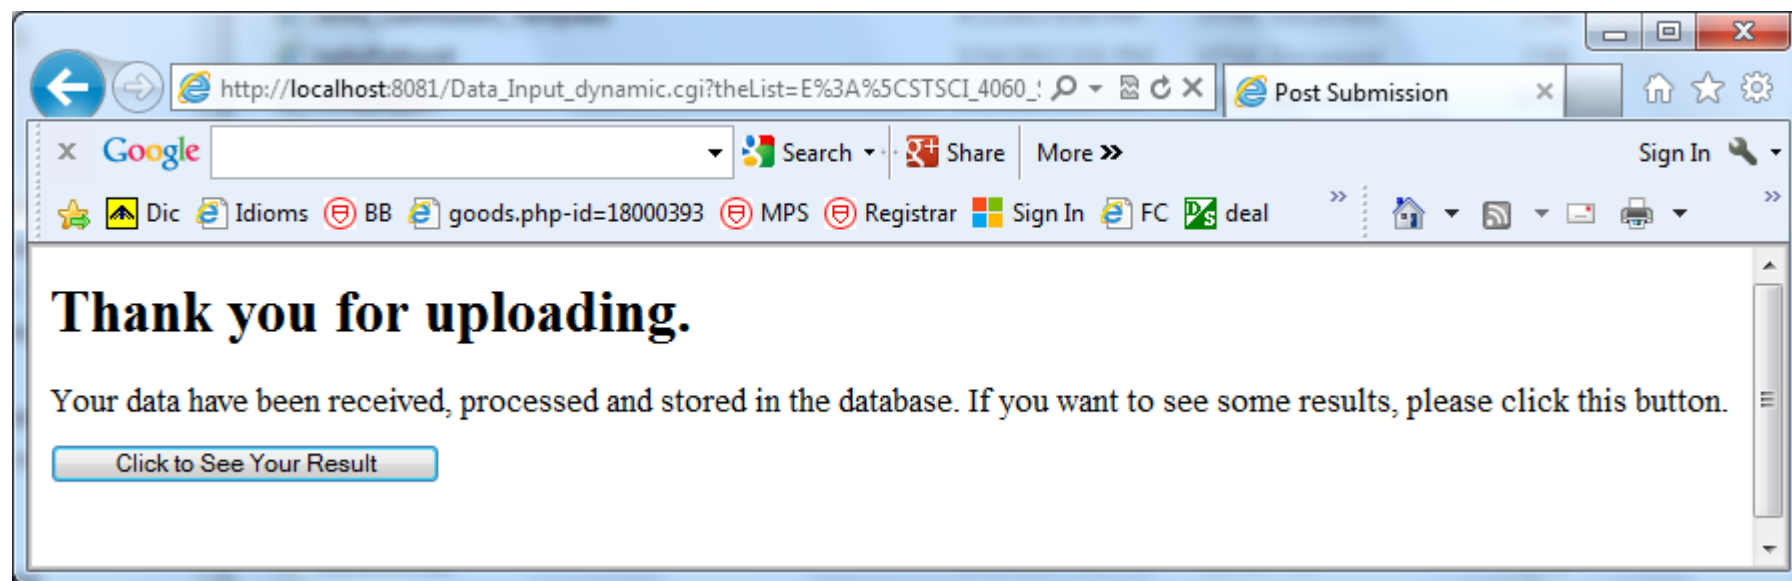 http://localhost:8081/Data_Input_dynamic.cgi?theList=E%3A%5CSTSCI_4060_
Post Submission
Google
Search
Share
More
Sign In
Dic
Idioms
BB
goods.php-id=18000393
MPS
Registrar
Sign In
FC
deal
Thank you for uploading.
Your data have been received, processed and stored in the database. If you want to see some results, please click this button.
Click to See Your Result